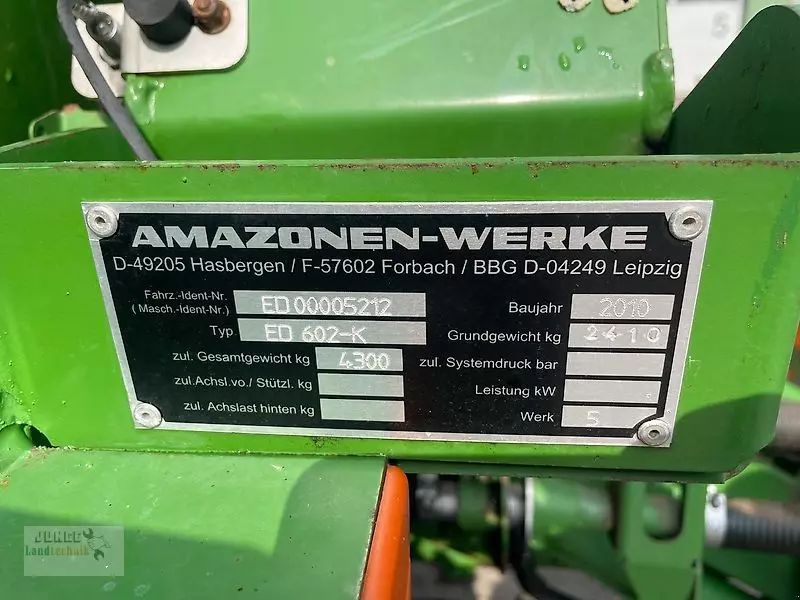 AMAZONEN-WERKE
D-49205 Hasbergen / F-57602 Forbach / BBG D-04249 Leipzig
Fahrz.-Ident-Nr. ED00005212 Baujahr 2010
( Masch.-Ident-Nr.)
Typ ED 602-K Grundgewicht kg 2410
zul. Gesamtgewicht kg 4300 zul. Systemdruck bar
zul.Achsl.vo./ Stützl. kg Leistung kW
zul. Achslast hinten kg Werk 5
JUNGE
Landtechnik